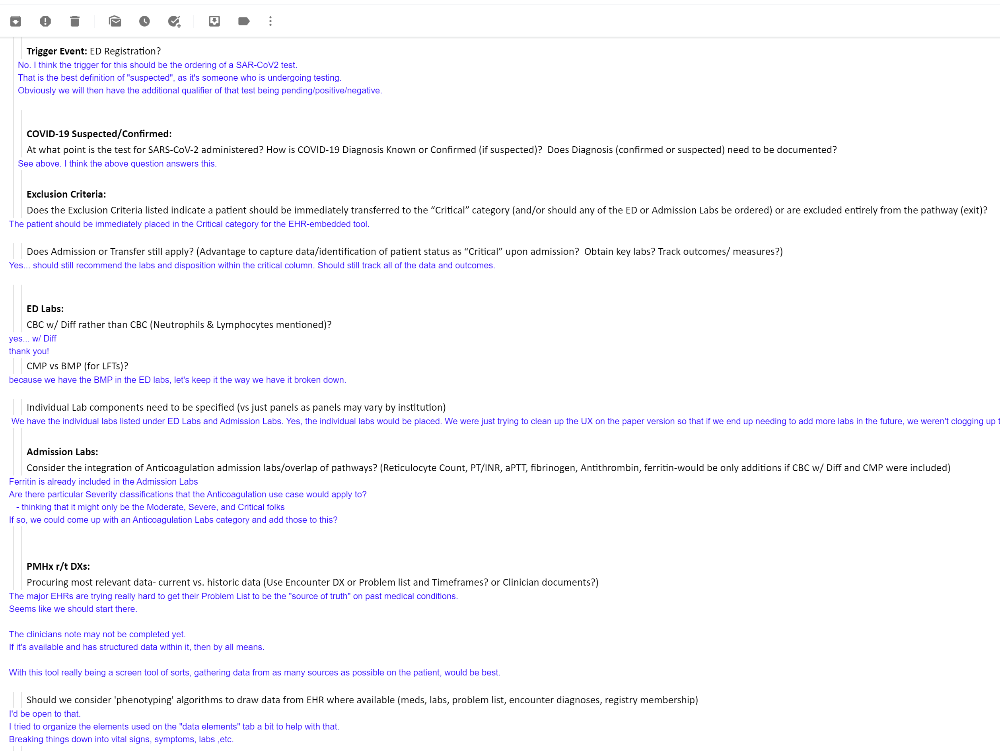 Trigger Event: ED Registration?
No. I think the trigger for this should be the ordering of a SAR-CoV2 test.
That is the best definition of "suspected", as it's someone who is undergoing testing.
Obviously we will then have the additional qualifier of that test being pending/positive/negative.
COVID-19 Suspected/Confirmed:
At what point is the test for SARS-CoV-2 administered? How is COVID-19 Diagnosis Known or Confirmed (if suspected)?  Does Diagnosis (confirmed or suspected) need to be documented?
See above. I think the above question answers this.
Exclusion Criteria:
Does the Exclusion Criteria listed indicate a patient should be immediately transferred to the “Critical” category (and/or should any of the ED or Admission Labs be ordered) or are excluded entirely from the pathway (exit)?
The patient should be immediately placed in the Critical category for the EHR-embedded tool.
Does Admission or Transfer still apply? (Advantage to capture data/identification of patient status as “Critical” upon admission?  Obtain key labs? Track outcomes/ measures?)
Yes... should still recommend the labs and disposition within the critical column. Should still track all of the data and outcomes.
ED Labs:
CBC w/ Diff rather than CBC (Neutrophils & Lymphocytes mentioned)?
yes... w/ Diff
thank you!
CMP vs BMP (for LFTs)?
because we have the BMP in the ED labs, let's keep it the way we have it broken down.
Individual Lab components need to be specified (vs just panels as panels may vary by institution)
We have the individual labs listed under ED Labs and Admission Labs. Yes, the individual labs would be placed. We were just trying to clean up the UX on the paper version so that if we end up needing to add more labs in the future, we weren't clogging up
Admission Labs:
Consider the integration of Anticoagulation admission labs/overlap of pathways? (Reticulocyte Count, PT/INR, aPTT, fibrinogen, Antithrombin, ferritin-would be only additions if CBC w/ Diff and CMP were included)
Ferritin is already included in the Admission Labs
Are there particular Severity classifications that the Anticoagulation use case would apply to?
- thinking that it might only be the Moderate, Severe, and Critical folks
If so, we could come up with an Anticoagulation Labs category and add those to this?
PMHx r/t DXs:
Procuring most relevant data- current vs. historic data (Use Encounter DX or Problem list and Timeframes? or Clinician documents?)
The major EHRs are trying really hard to get their Problem List to be the "source of truth" on past medical conditions.
Seems like we should start there.
The clinicians note may not be completed yet.
If it's available and has structured data within it, then by all means.
With this tool really being a screen tool of sorts, gathering data from as many sources as possible on the patient, would be best.
Should we consider 'phenotyping' algorithms to draw data from EHR where available (meds, labs, problem list, encounter diagnoses, registry membership)
I'd be open to that.
I tried to organize the elements used on the "data elements" tab a bit to help with that.
Breaking things down into vital signs, symptoms, labs ,etc.